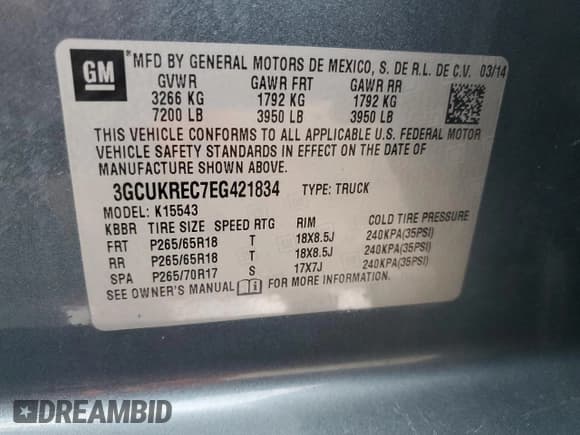 GM
*MFD BY GENERAL MOTORS DE MEXICO, S. DE R.L. DE C.V. 03/14
GVWR GAWR FRT GAWR RR
3266 KG 1792 KG 1792 KG
7200 LB 3950 LB 3950 LB
THIS VEHICLE CONFORMS TO ALL APPLICABLE U.S. FEDERAL MOTOR
VEHICLE SAFETY STANDARDS IN EFFECT ON THE DATE OF
MANUFACTURE SHOWN ABOVE.
3GCUKREC7EG421834 TYPE: TRUCK
MODEL: K15543
KBBR TIRE SIZE SPEED RTG RIM COLD TIRE PRESSURE
FRT P265/65R18 T 18X8.5J 240KPA(35PSI)
RR P265/65R18 T 18X8.5J 240KPA(35PSI)
SPA P265/70R17 S 17X7J 240KPA(35PSI)
SEE OWNER'S MANUAL FOR MORE INFORMATION.
DREAMBID